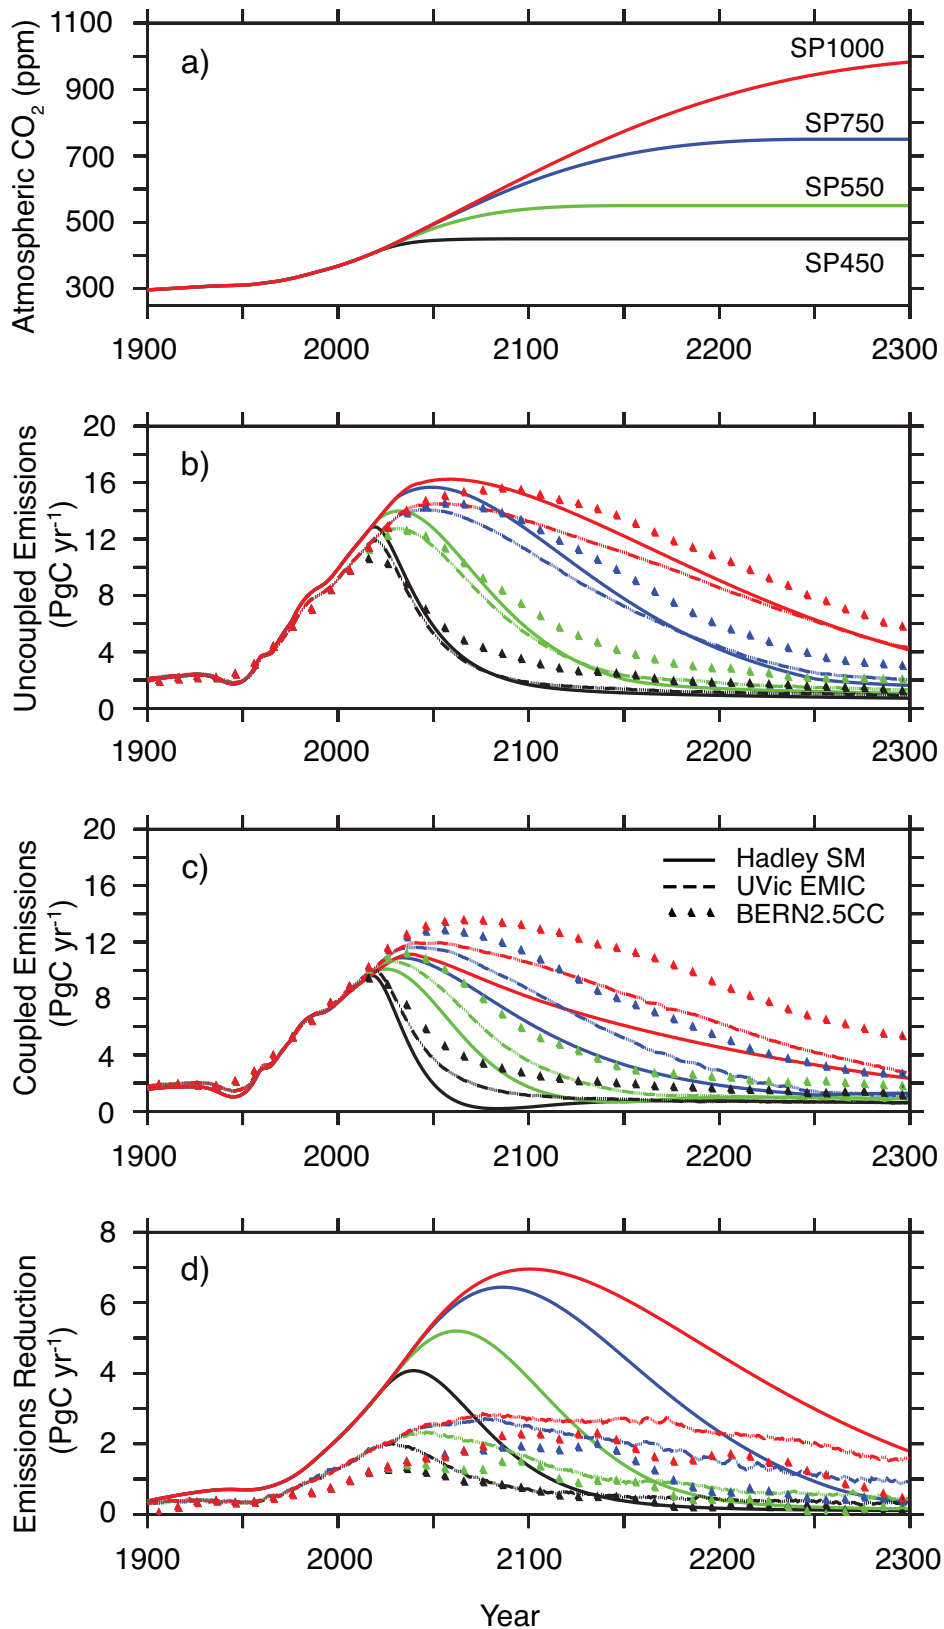 1100
900
700
500
300
Atmospheric CO2 (ppm)
a)
SP1000
SP750
SP550
SP450
1900 2000 2100 2200 2300
20
16
12
8
4
0
Uncoupled Emissions
(PgC yr-1)
b)
1900 2000 2100 2200 2300
20
16
12
8
4
0
Coupled Emissions
(PgC yr-1)
c)
Hadley SM
UVic EMIC
BERN2.5CC
1900 2000 2100 2200 2300
8
6
4
2
0
Emissions Reduction
(PgC yr-1)
d)
1900 2000 2100 2200 2300
Year